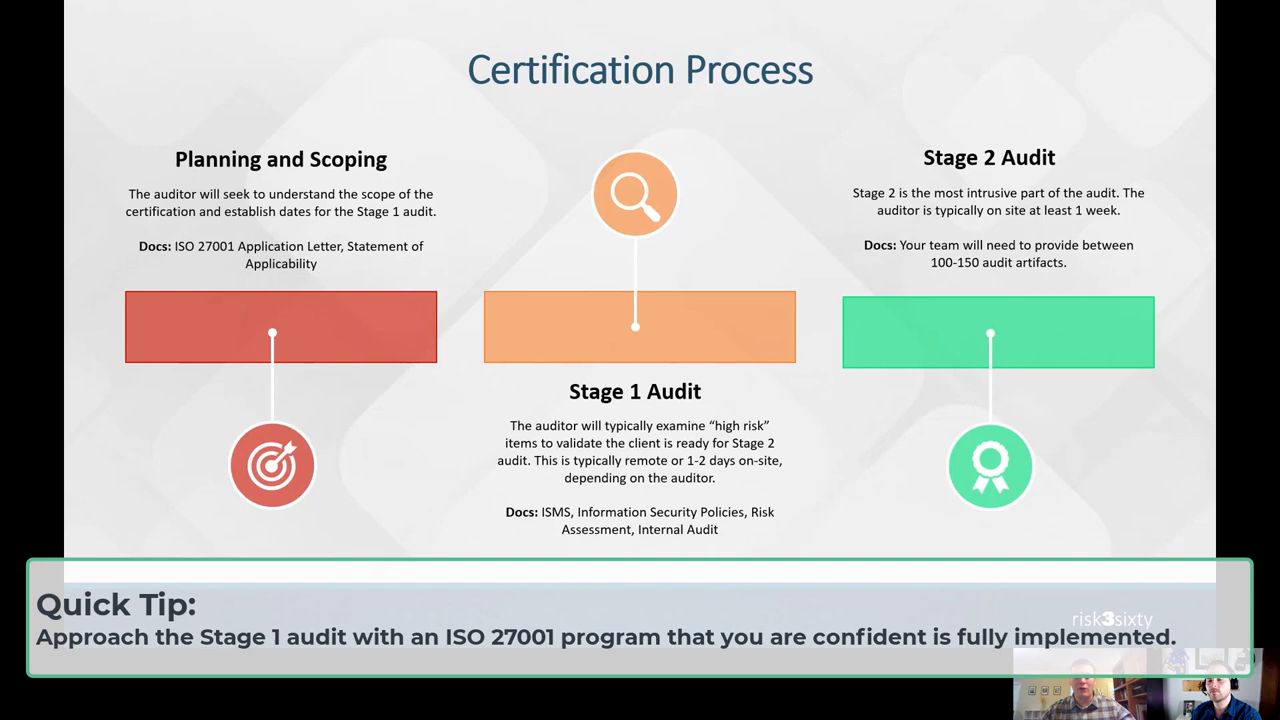 Certification Process
Planning and Scoping
The auditor will seek to understand the scope of the
certification and establish dates for the Stage 1 audit.
Docs: ISO 27001 Application Letter, Statement of
Applicability
Stage 1 Audit
The auditor will typically examine “high risk”
items to validate the client is ready for Stage 2
audit. This is typically remote or 1-2 days on-site,
depending on the auditor.
Docs: ISMS, Information Security Policies, Risk
Assessment, Internal Audit
Stage 2 Audit
Stage 2 is the most intrusive part of the audit. The
auditor is typically on site at least 1 week.
Docs: Your team will need to provide between
100-150 audit artifacts.
Quick Tip:
Approach the Stage 1 audit with an ISO 27001 program that you are confident is fully implemented.
risk3sixty